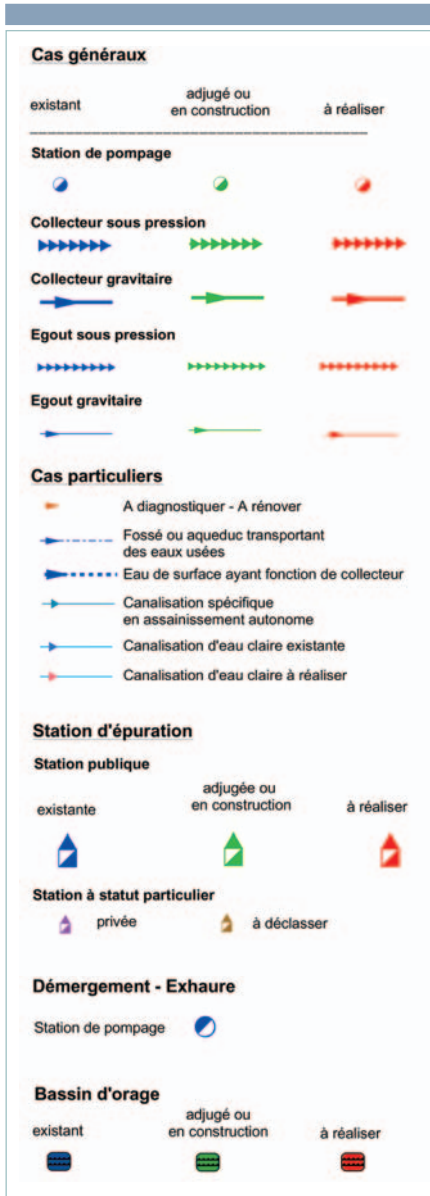 Cas généraux
existant
adjugé ou
en construction
à réaliser
Station de pompage
Collecteur sous pression
Collecteur gravitaire
Egout sous pression
Egout gravitaire
Cas particuliers
A diagnostiquer - A rénover
Fossé ou aqueduc transportant
des eaux usées
Eau de surface ayant fonction de collecteur
Canalisation spécifique
en assainissement autonome
Canalisation d'eau claire existante
Canalisation d'eau claire à réaliser
Station d'épuration
Station publique
existante
adjugée ou
en construction
à réaliser
Station à statut particulier
privée
à déclasser
Démergement - Exhaure
Station de pompage
Bassin d'orage
existant
adjugé ou
en construction
à réaliser